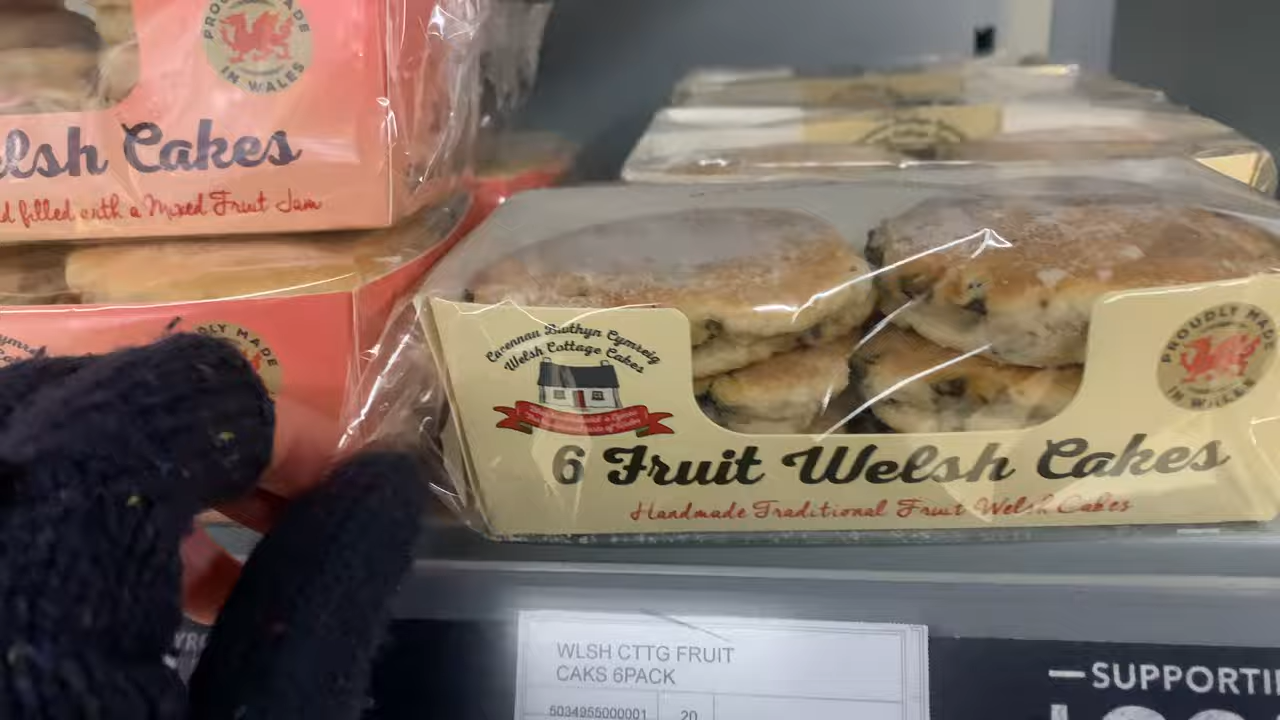 PROUDLY MADE
IN WALES
lsh Cakes
d filled with a Mixed Fruit Jam
MADE
Cacennau Bwthyn Cymreig
Welsh Cottage Cakes
6 Fruit Welsh Cakes
Handmade Traditional Fruit Welsh Cakes
PROUDLY MADE
IN WALES
WLSH CTTG FRUIT
CAKS 6PACK
5034955000001 20
SUPPORTI